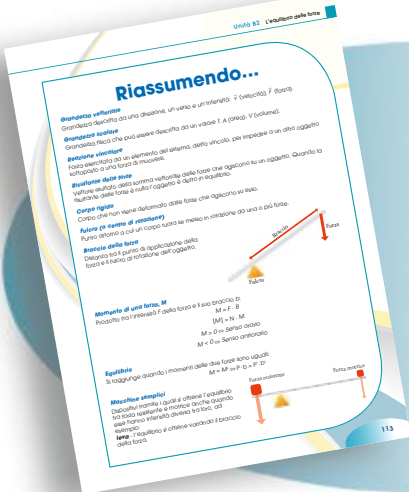 Unità B2 L'equilibrio delle forze
Riassumendo...
Grandezza vettoriale
Grandezza descritta da una direzione, un verso e un'intensità: v (velocità), F (forza).
Grandezza scalare
Grandezza fisica che può essere descritta da un valore: t, A (area), V (volume).
Reazione vincolare
Forza esercitata da un elemento del sistema, detto vincolo, per impedire a un altro oggetto
sottoposto a una forza di muoversi.
Risultante delle forze
Vettore risultato della somma vettoriale delle forze che agiscono su un oggetto. Quando la
risultante delle forze è nulla l'oggetto è detto in equilibrio.
Corpo rigido
Corpo che non viene deformato dalle forze che agiscono su esso.
Fulcro (o centro di rotazione)
Punto attorno a cui un corpo ruota se messo in rotazione da una o più forze.
Braccio della forza
Distanza tra il punto di applicazione della
forza e il fulcro di rotazione dell'oggetto.
Braccio
Forza
Fulcro
Momento di una forza, M
Prodotto tra l'intensità F della forza e il suo braccio b:
M = F · B
[M] = N · M
M > 0 ⇔ Senso orario
M < 0 ⇔ Senso antiorario
Equilibrio
Si raggiunge quando i momenti delle due forze sono uguali:
Macchine semplici
Dispositivi tramite i quali si ottiene l'equilibrio
tra forza resistente e motrice anche quando
esse hanno intensità diversa tra loro, ad
esempio:
leva - l'equilibrio si ottiene variando il braccio
della forza.
Forza resistente
Forza motrice
113